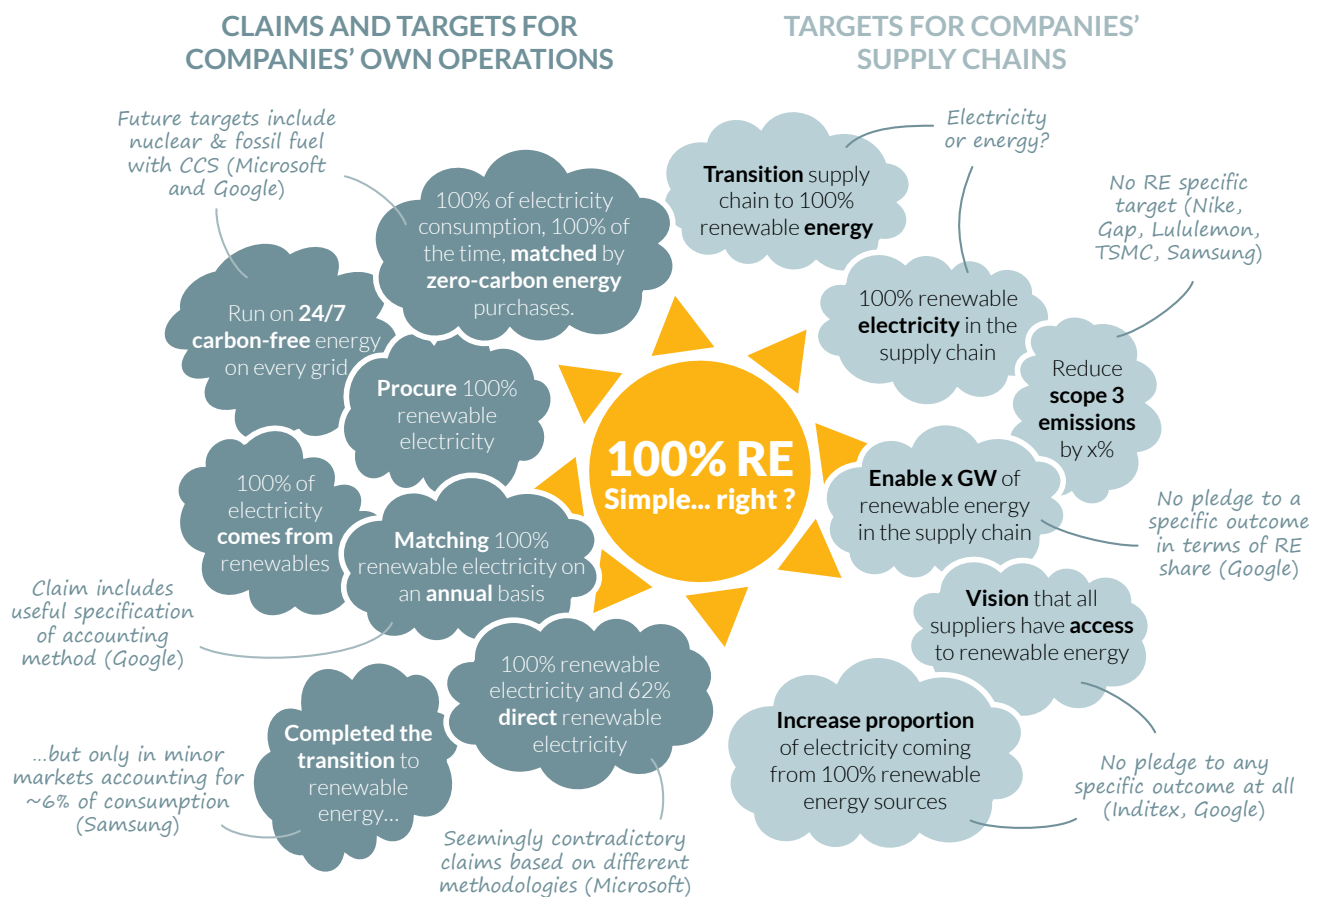 CLAIMS AND TARGETS FOR
COMPANIES’ OWN OPERATIONS
Future targets include
nuclear & fossil fuel
with CCS (Microsoft
and Google)
100% of electricity
consumption, 100% of
the time, matched by
zero-carbon energy
purchases.
Run on 24/7
carbon-free energy
on every grid
Procure 100%
renewable
electricity
100% of
electricity
comes from
renewables
Matching 100%
renewable electricity on
an annual basis
Claim includes
useful specification
of accounting
method (Google)
100% renewable
electricity and 62%
direct renewable
electricity
Completed the
transition to
renewable
energy...
...but only in minor
markets accounting for
~6% of consumption
(Samsung)
Seemingly contradictory
claims based on different
methodologies (Microsoft)
100% RE
Simple... right ?
TARGETS FOR COMPANIES’
SUPPLY CHAINS
Transition supply
chain to 100%
renewable energy
Electricity
or energy?
100% renewable
electricity in the
supply chain
No RE specific
target (Nike,
Gap, Lululemon,
TSMC, Samsung)
Reduce
scope 3
emissions
by x%
Enable x GW of
renewable energy
in the supply chain
No pledge to a
specific outcome
in terms of RE
share (Google)
Vision that all
suppliers have access
to renewable energy
Increase proportion
of electricity coming
from 100% renewable
energy sources
No pledge to any
specific outcome at all
(Inditex, Google)